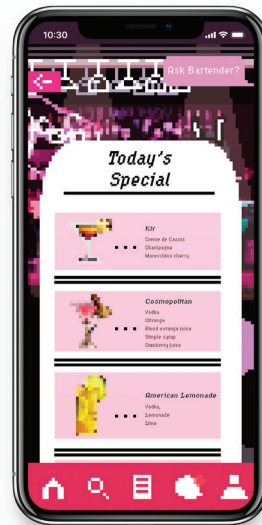 10:30
Ask Bartender?
Today's
Special
Kir
Creme de Cassis
Champagne
Maraschino cherry
Cosmopolitan
Vodka
Citrange
Blood orange juice
Simple syrup
Cranberry juice
American Lemonade
Vodka,
Lemonade
Lime